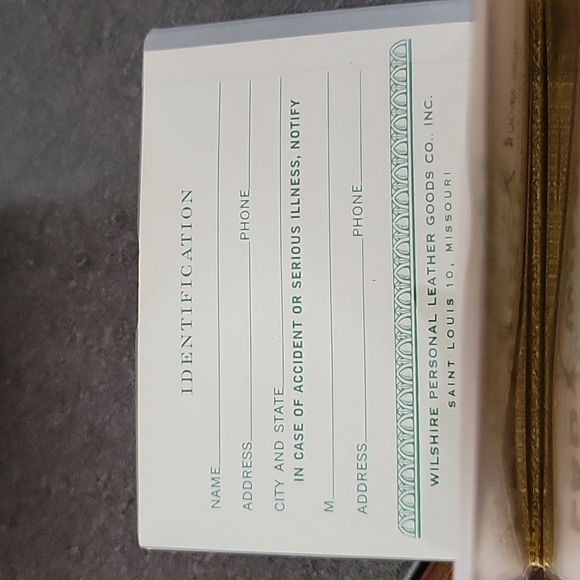 IDENTIFICATION
NAME
ADDRESS PHONE
CITY AND STATE
IN CASE OF ACCIDENT OR SERIOUS ILLNESS, NOTIFY
M
ADDRESS PHONE
WILSHIRE PERSONAL LEATHER GOODS CO., INC.
SAINT LOUIS 10, MISSOURI